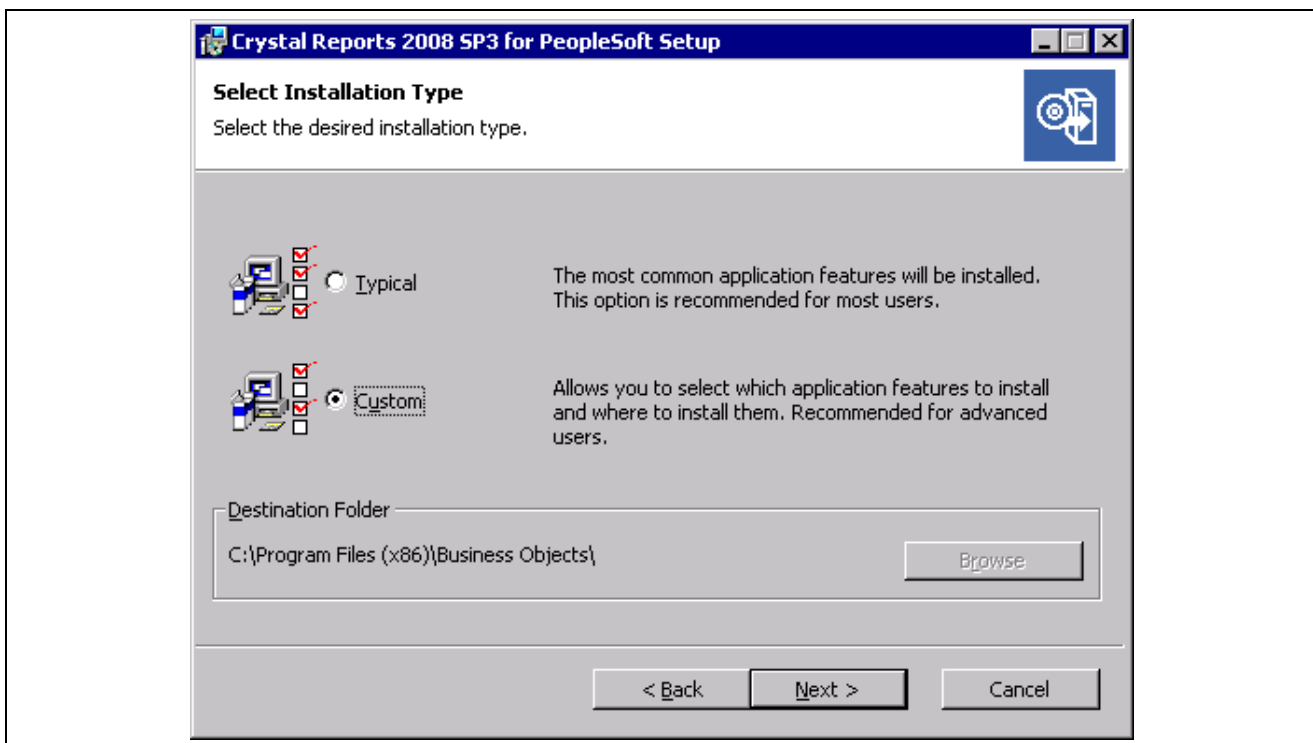 Crystal Reports 2008 SP3 for PeopleSoft Setup
Select Installation Type
Select the desired installation type.
Typical
The most common application features will be installed.
This option is recommended for most users.
Custom
Allows you to select which application features to install
and where to install them. Recommended for advanced
users.
Destination Folder
C:\Program Files (x86)\Business Objects\
Browse
< Back
Next >
Cancel